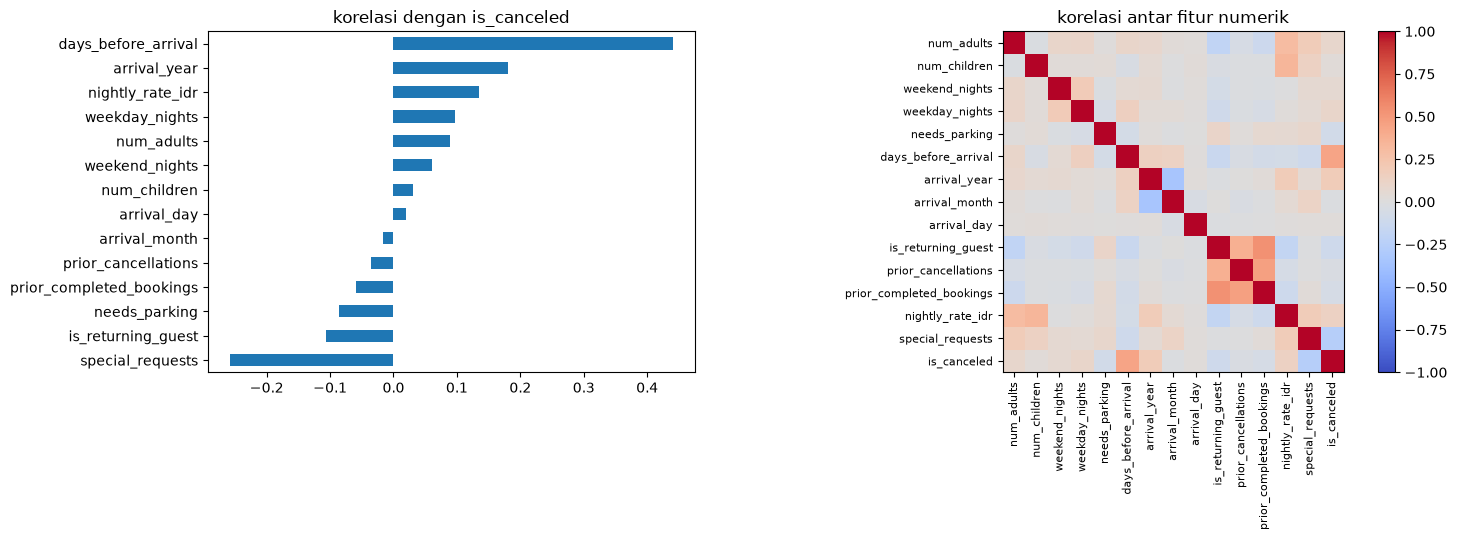 korelasi dengan is_canceled
days_before_arrival
arrival_year
nightly_rate_idr
weekday_nights
num_adults
weekend_nights
num_children
arrival_day
arrival_month
prior_cancellations
prior_completed_bookings
needs_parking
is_returning_guest
special_requests
−0.2 −0.1 0.0 0.1 0.2 0.3 0.4
korelasi antar fitur numerik
num_adults
num_children
weekend_nights
weekday_nights
needs_parking
days_before_arrival
arrival_year
arrival_month
arrival_day
is_returning_guest
prior_cancellations
prior_completed_bookings
nightly_rate_idr
special_requests
is_canceled
num_adults
num_children
weekend_nights
weekday_nights
needs_parking
days_before_arrival
arrival_year
arrival_month
arrival_day
is_returning_guest
prior_cancellations
prior_completed_bookings
nightly_rate_idr
special_requests
is_canceled
1.00
0.75
0.50
0.25
0.00
−0.25
−0.50
−0.75
−1.00